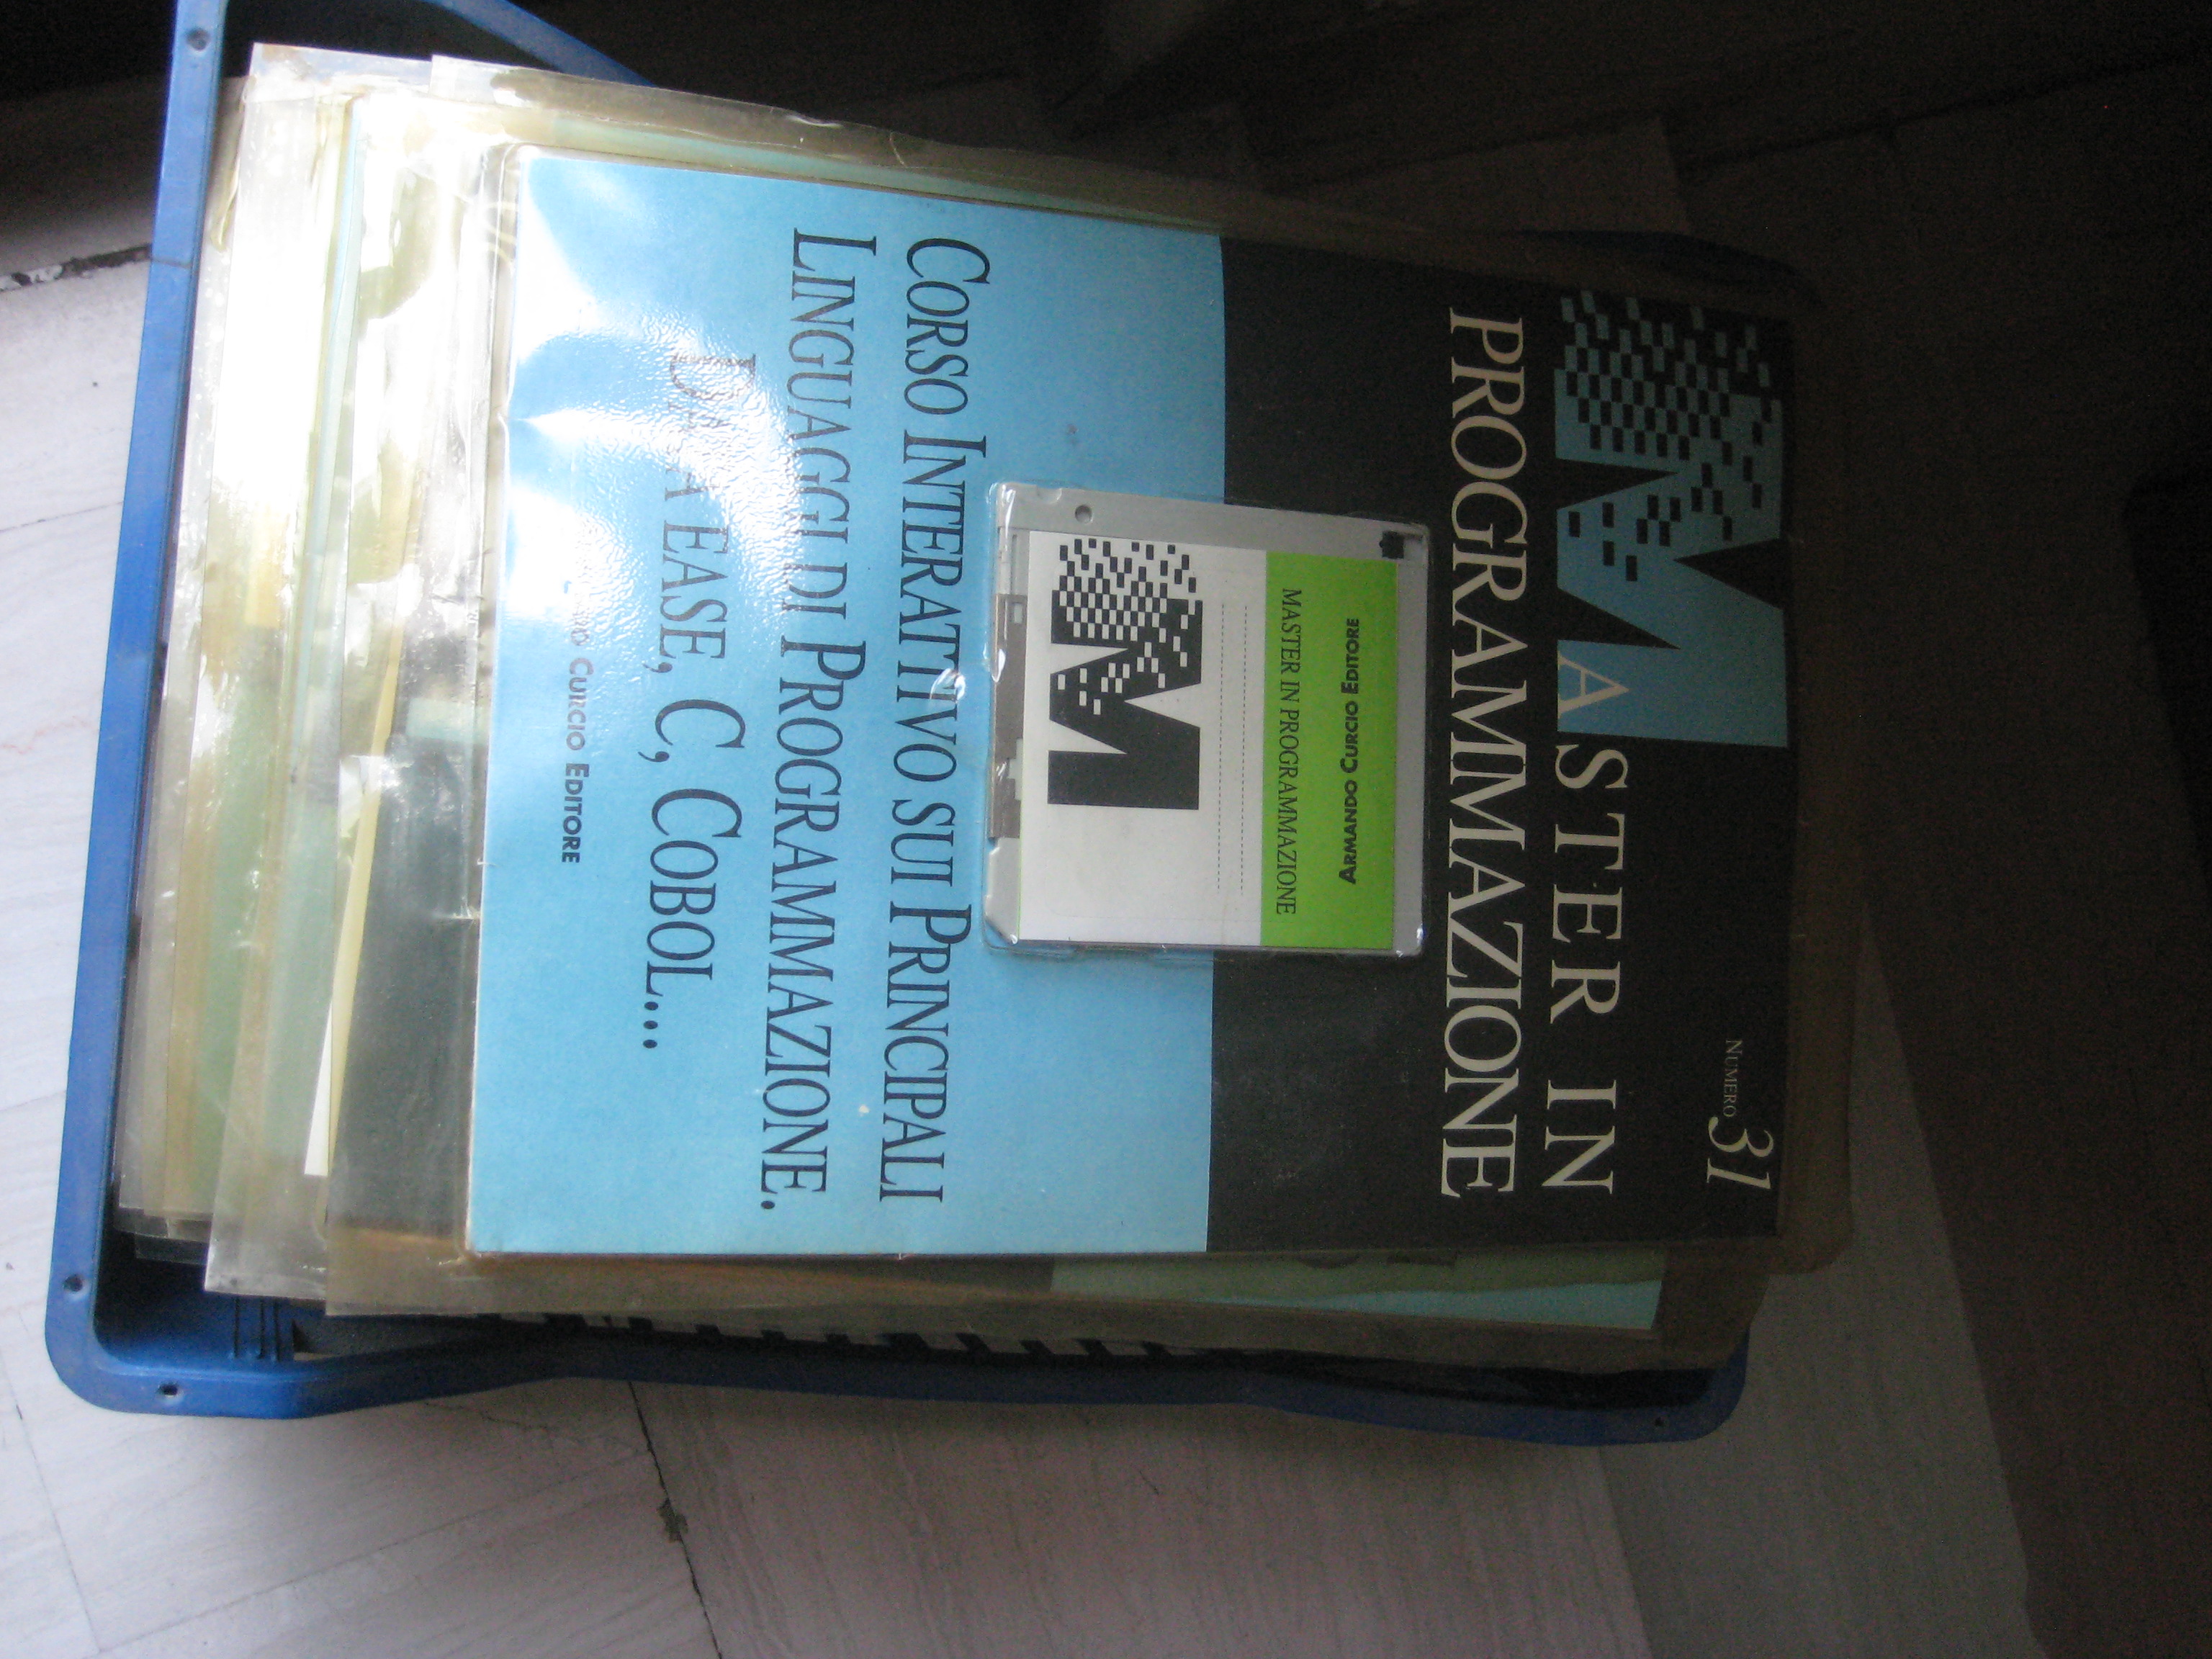 NUMERO 31
MASTER IN
PROGRAMMAZIONE
ARMANDO CURCIO EDITORE
MASTER IN PROGRAMMAZIONE
M
CORSO INTERATTIVO SUI PRINCIPALI
LINGUAGGI DI PROGRAMMAZIONE.
EASE, C, COBOL...
CURCIO EDITORE